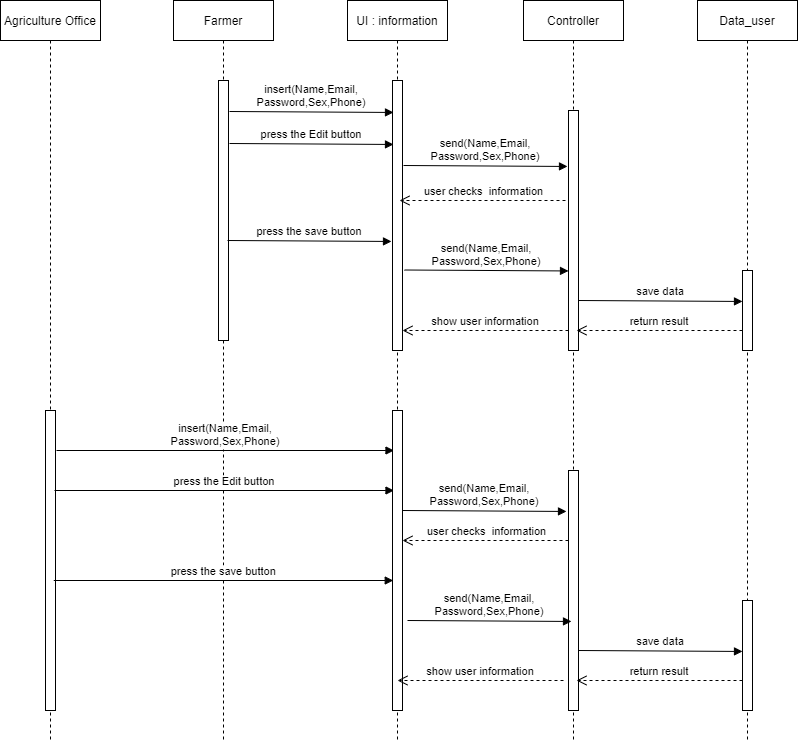 Agriculture Office
Farmer
UI : information
Controller
Data_user
insert(Name,Email,
Password,Sex,Phone)
press the Edit button
send(Name,Email,
Password,Sex,Phone)
user checks  information
press the save button
send(Name,Email,
Password,Sex,Phone)
save data
show user information
return result
insert(Name,Email,
Password,Sex,Phone)
press the Edit button
send(Name,Email,
Password,Sex,Phone)
user checks  information
press the save button
send(Name,Email,
Password,Sex,Phone)
save data
show user information
return result